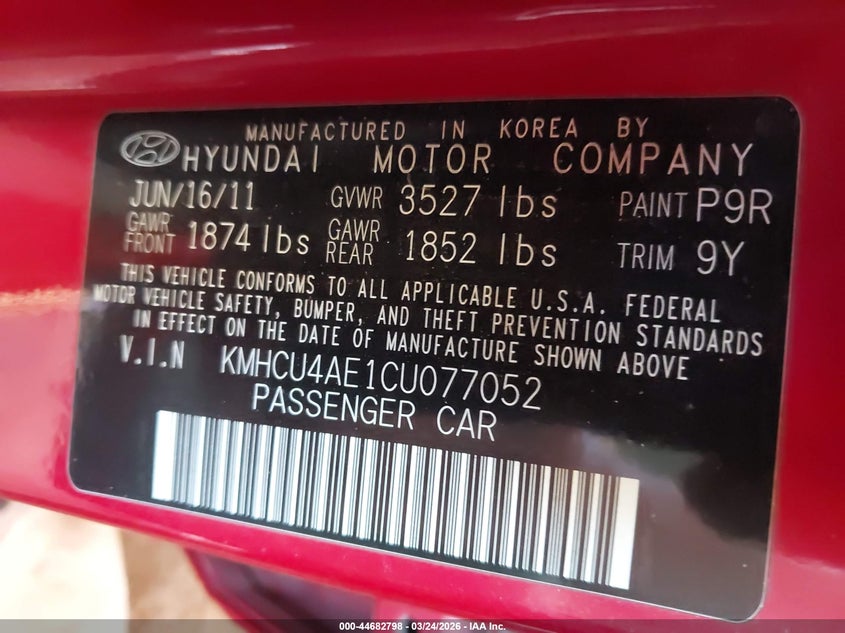 MANUFACTURED IN KOREA BY
HYUNDAI MOTOR COMPANY
JUN/16/11 GVWR 3527 lbs PAINT P9R
GAWR FRONT 1874 lbs GAWR REAR 1852 lbs TRIM 9Y
THIS VEHICLE CONFORMS TO ALL APPLICABLE U.S.A. FEDERAL
MOTOR VEHICLE SAFETY, BUMPER, AND THEFT PREVENTION STANDARDS
IN EFFECT ON THE DATE OF MANUFACTURE SHOWN ABOVE
V.I.N KMHCU4AE1CU077052
PASSENGER CAR
000-44682798 - 03/24/2026 - IAA Inc.